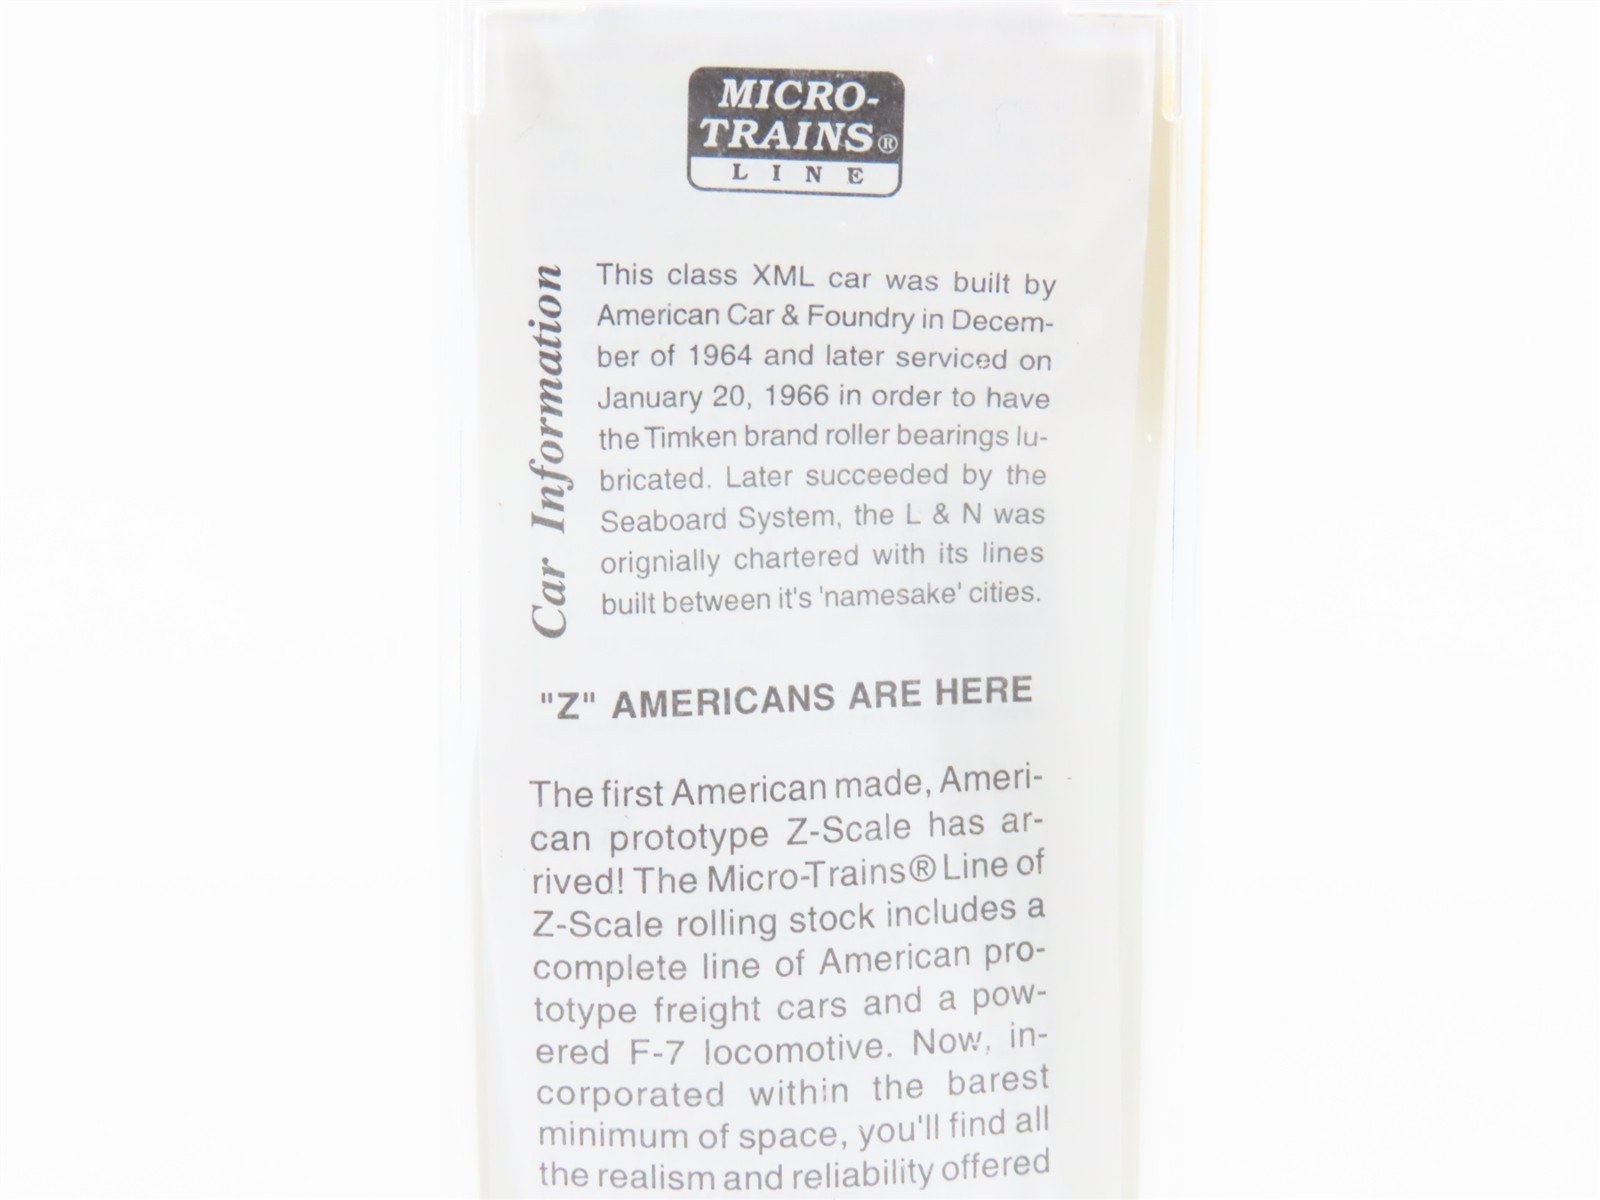 MICRO-
TRAINS®
LINE
Car Information
This class XML car was built by
American Car & Foundry in Decem-
ber of 1964 and later serviced on
January 20, 1966 in order to have
the Timken brand roller bearings lu-
bricated. Later succeeded by the
Seaboard System, the L & N was
orignially chartered with its lines
built between it's 'namesake' cities.
"Z" AMERICANS ARE HERE
The first American made, Ameri-
can prototype Z-Scale has ar-
rived! The Micro-Trains® Line of
Z-Scale rolling stock includes a
complete line of American pro-
totype freight cars and a pow-
ered F-7 locomotive. Now, in-
corporated within the barest
minimum of space, you'll find all
the realism and reliability offered